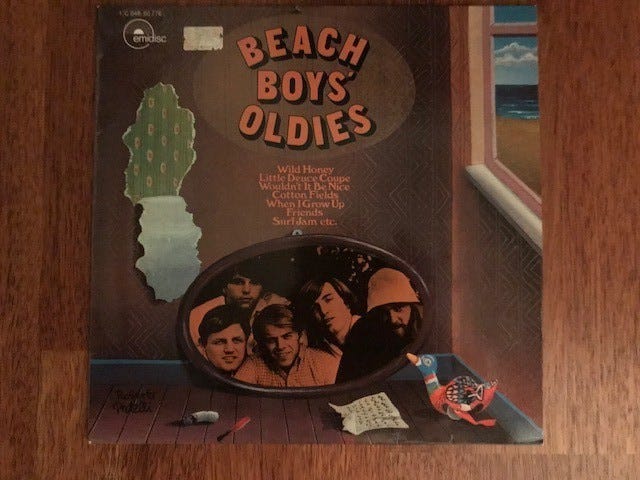 emidisc
BEACH
BOYS'
OLDIES
Wild Honey
Little Deuce Coupe
Wouldn't It Be Nice
Cotton Fields
When I Grow Up
Friends
Surf Jam etc.